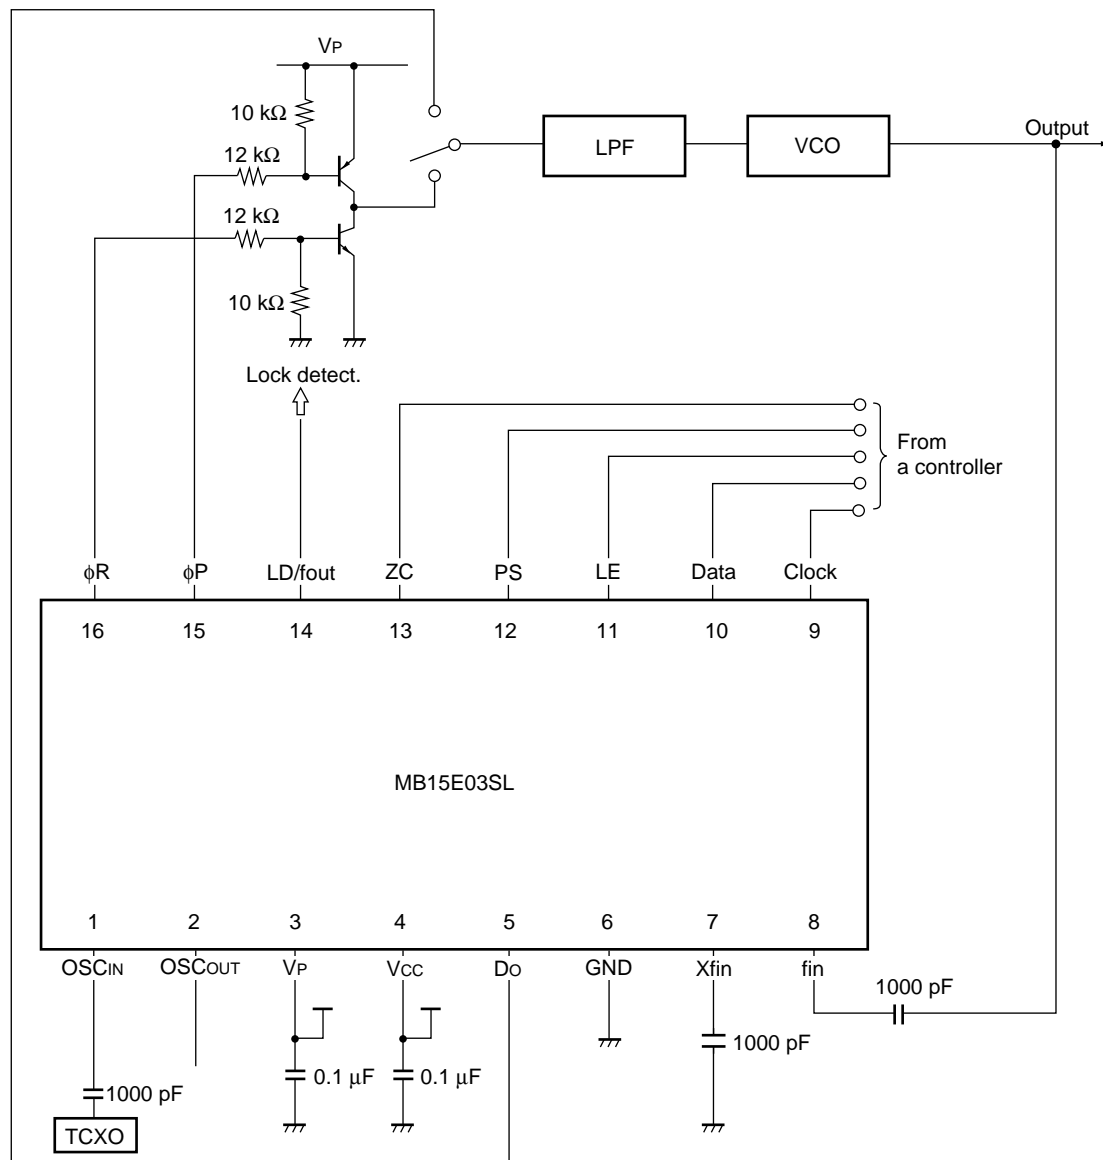 VP
10 kΩ
12 kΩ
12 kΩ
10 kΩ
LPF
VCO
Output
Lock detect.
From
a controller
φR φP LD/fout ZC PS LE Data Clock
16 15 14 13 12 11 10 9
MB15E03SL
1 2 3 4 5 6 7 8
OSCIN OSCOUT VP VCC DO GND Xfin fin
1000 pF
1000 pF
0.1 μF
0.1 μF
1000 pF
TCXO